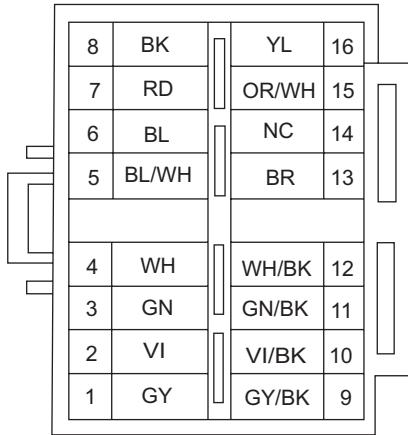 8 BK YL 16
7 RD OR/WH 15
6 BL NC 14
5 BL/WH BR 13
4 WH WH/BK 12
3 GN GN/BK 11
2 VI VI/BK 10
1 GY GY/BK 9